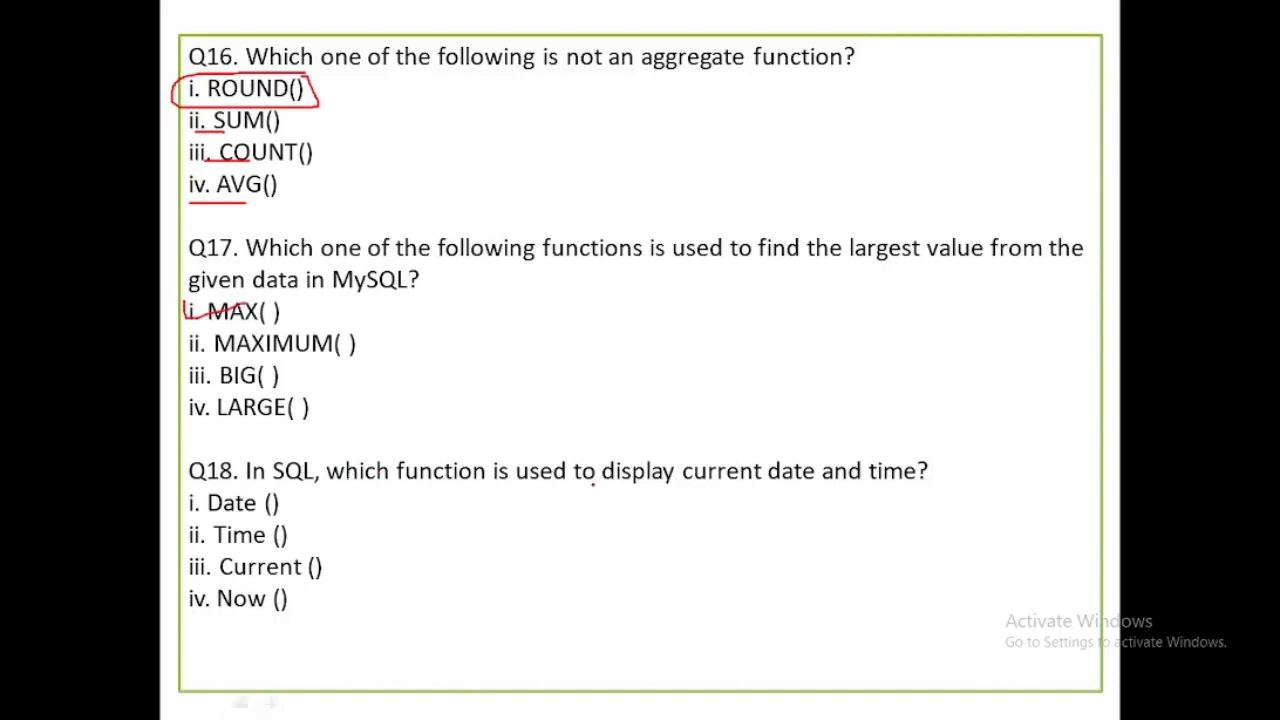 Q16. Which one of the following is not an aggregate function?
i. ROUND()
ii. SUM()
iii. COUNT()
iv. AVG()
Q17. Which one of the following functions is used to find the largest value from the
given data in MySQL?
i. MAX( )
ii. MAXIMUM( )
iii. BIG( )
iv. LARGE( )
Q18. In SQL, which function is used to display current date and time?
i. Date ()
ii. Time ()
iii. Current ()
iv. Now ()
Activate Windows
Go to Settings to activate Windows.